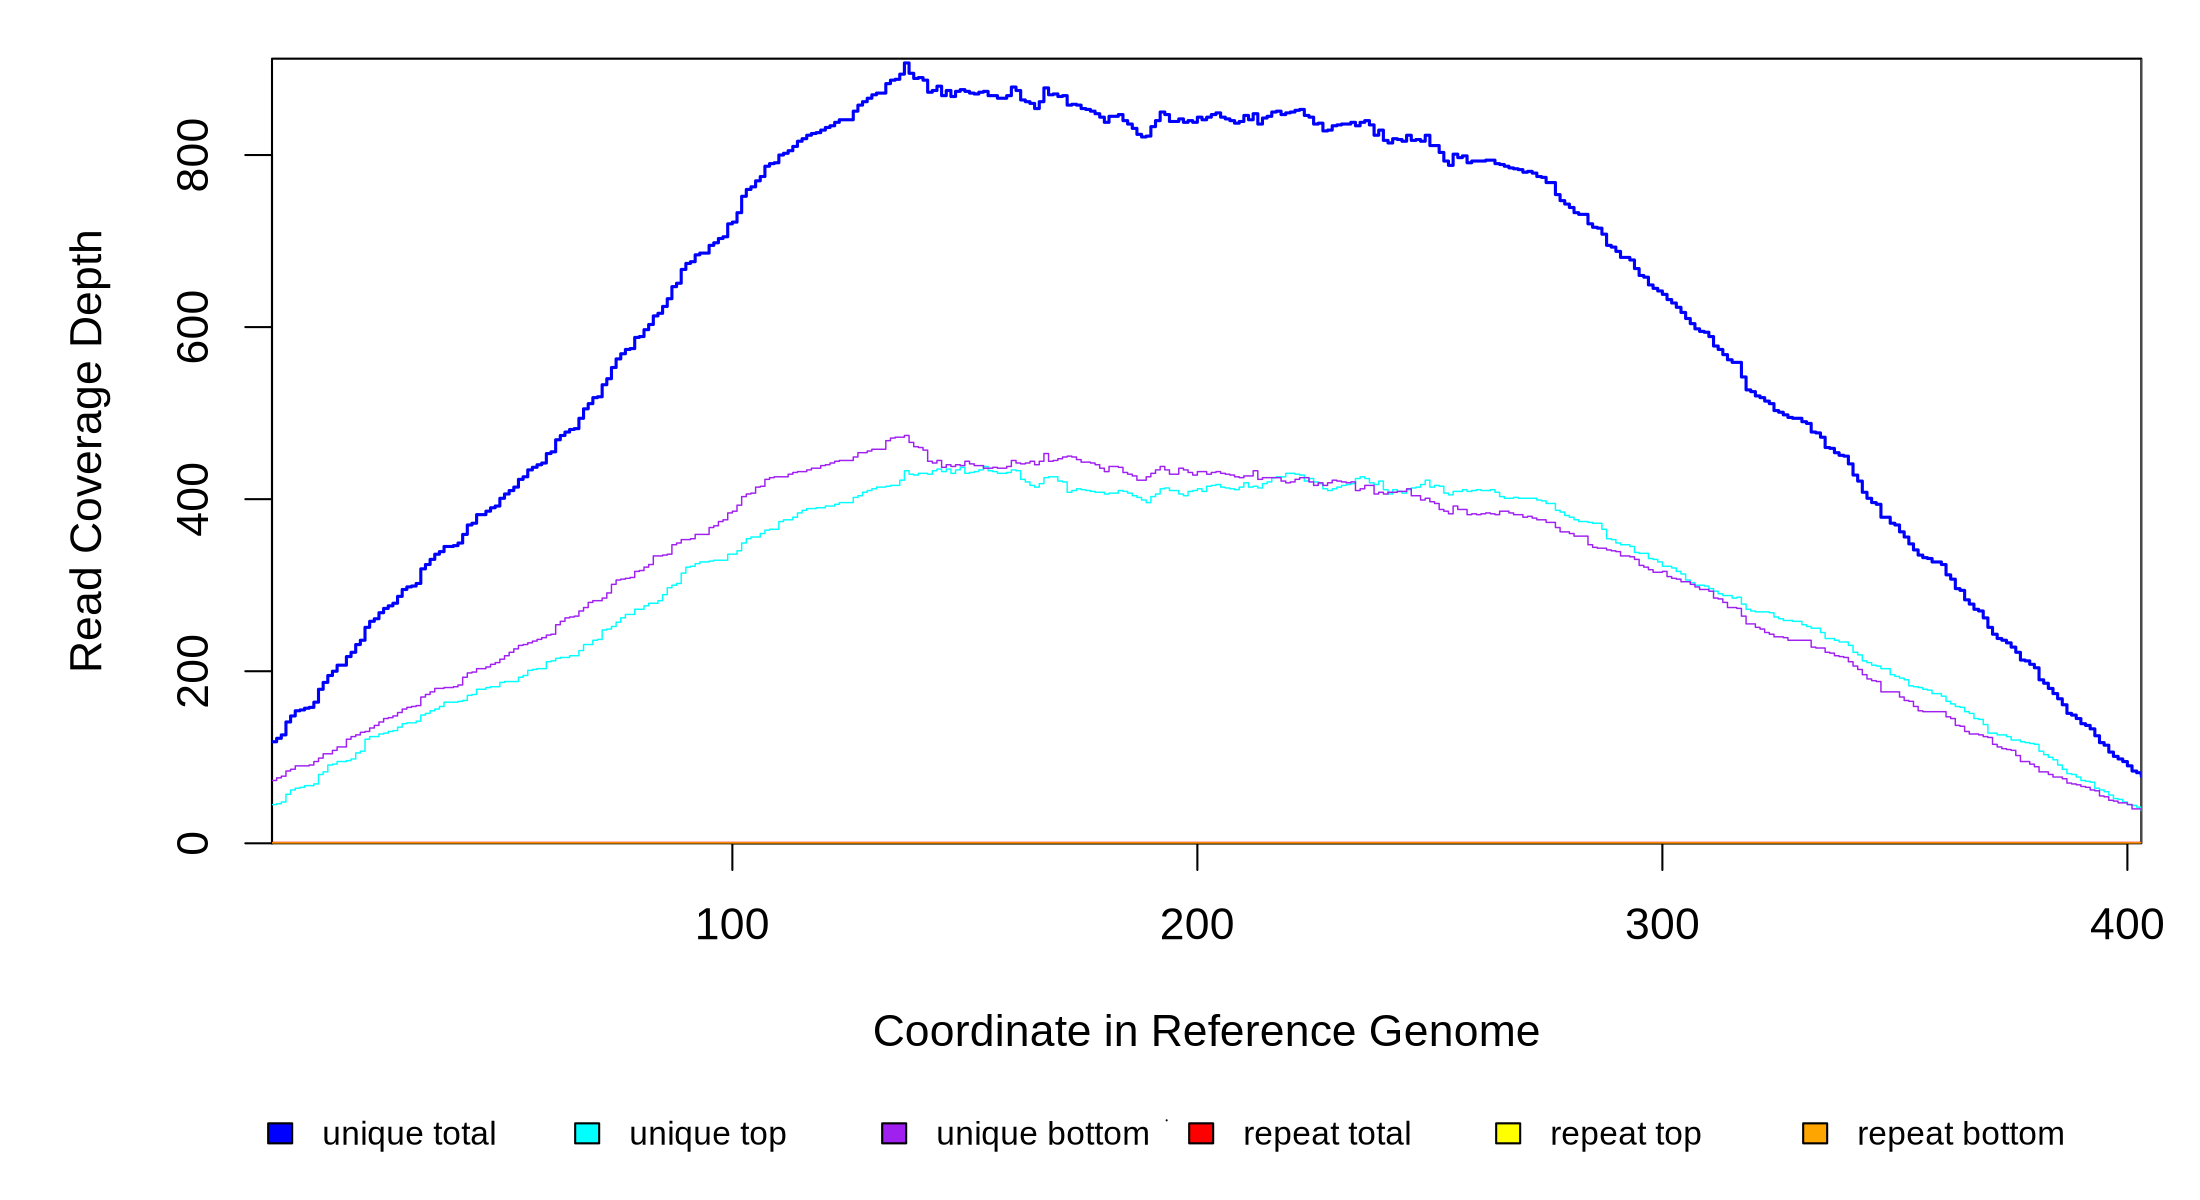 Read Coverage Depth
800
600
400
200
0
100 200 300 400
Coordinate in Reference Genome
unique total unique top unique bottom repeat total repeat top repeat bottom